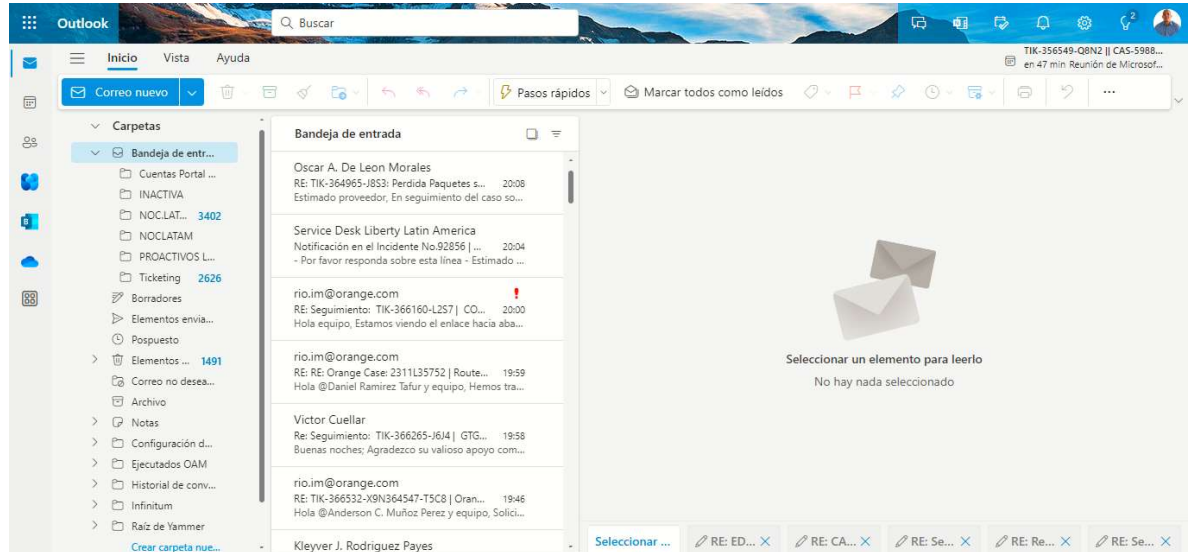 Outlook
Buscar
2
Inicio Vista Ayuda
TIK-356549-Q8N2 || CAS-5988...
en 47 min Reunión de Microsof...
Correo nuevo
Pasos rápidos
Marcar todos como leídos
...
Carpetas
Bandeja de entr...
Cuentas Portal ...
INACTIVA
NOC.LAT... 3402
NOCLATAM
PROACTIVOS L...
Ticketing 2626
Borradores
Elementos envia...
Pospuesto
Elementos ... 1491
Correo no desea...
Archivo
Notas
Configuración d...
Ejecutados OAM
Historial de conv...
Infinitum
Raíz de Yammer
Crear carpeta nue...
Bandeja de entrada
Oscar A. De Leon Morales
RE: TIK-364965-J8S3: Perdida Paquetes s... 20:08
Estimado proveedor, En seguimiento del caso so...
Service Desk Liberty Latin America
Notificación en el Incidente No.92856 | ... 20:04
- Por favor responda sobre esta línea - Estimado ...
rio.im@orange.com
RE: Seguimiento: TIK-366160-L2S7 | CO... 20:00
Hola equipo, Estamos viendo el enlace hacia aba...
rio.im@orange.com
RE: RE: Orange Case: 2311L35752 | Route... 19:59
Hola @Daniel Ramirez Tafur y equipo, Hemos tra...
Victor Cuellar
Re: Seguimiento: TIK-366265-J6J4 | GTG... 19:58
Buenas noches; Agradezco su valioso apoyo com...
rio.im@orange.com
RE: TIK-366532-X9N364547-T5C8 | Oran... 19:46
Hola @Anderson C. Muñoz Perez y equipo, Solici...
Kleyver J. Rodriguez Payes
Seleccionar un elemento para leerlo
No hay nada seleccionado
Seleccionar ... RE: ED... RE: CA... RE: Se... RE: Re... RE: Se...